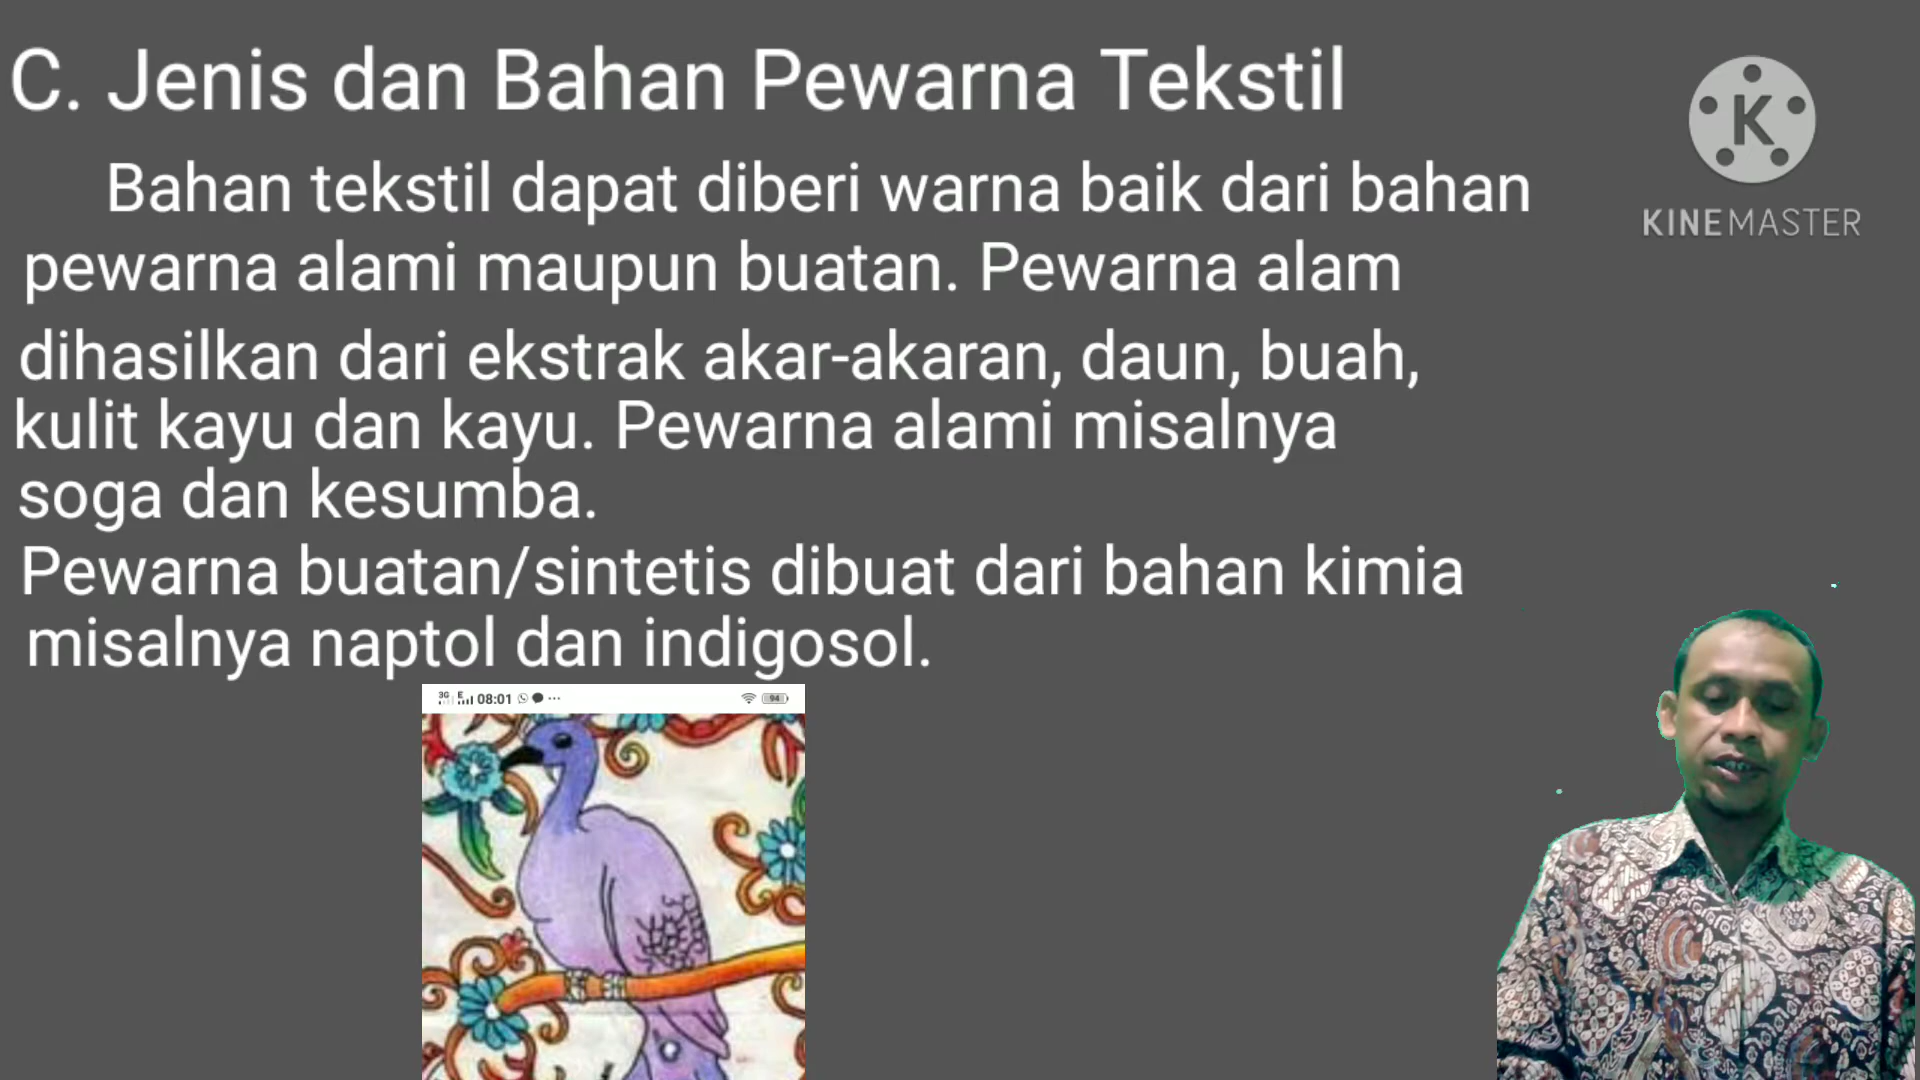 C. Jenis dan Bahan Pewarna Tekstil
Bahan tekstil dapat diberi warna baik dari bahan
pewarna alami maupun buatan. Pewarna alam
dihasilkan dari ekstrak akar-akaran, daun, buah,
kulit kayu dan kayu. Pewarna alami misalnya
soga dan kesumba.
Pewarna buatan/sintetis dibuat dari bahan kimia
misalnya naptol dan indigosol.
K
KINEMASTER
3G E 08:01 ... 94